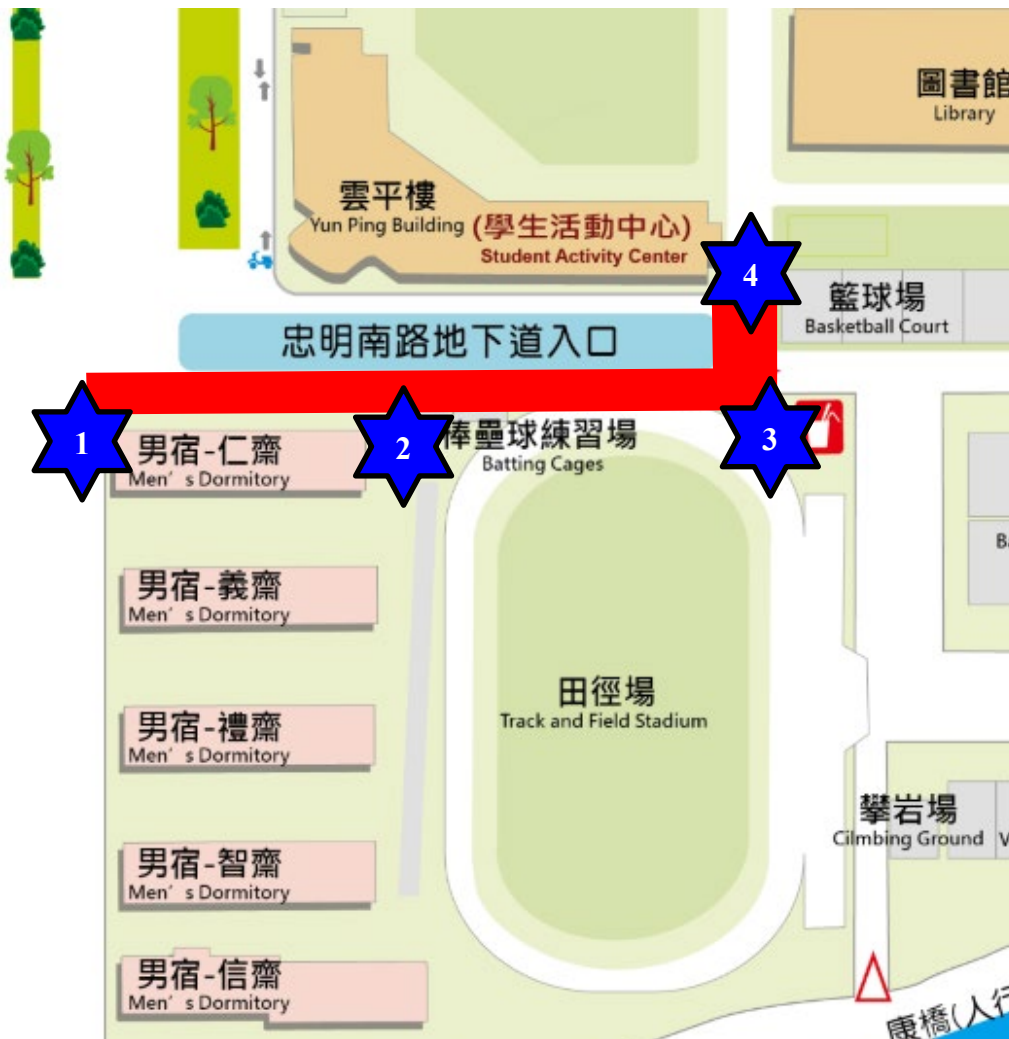 圖書館
Library
雲平樓
Yun Ping Building
(學生活動中心)
Student Activity Center
4
籃球場
Basketball Court
忠明南路地下道入口
1
2
3
男宿-仁齋
Men' s Dormitory
棒壘球練習場
Batting Cages
男宿-義齋
Men' s Dormitory
田徑場
Track and Field Stadium
男宿-禮齋
Men' s Dormitory
攀岩場
Cilmbing Ground
男宿-智齋
Men' s Dormitory
男宿-信齋
Men' s Dormitory
康橋(人行